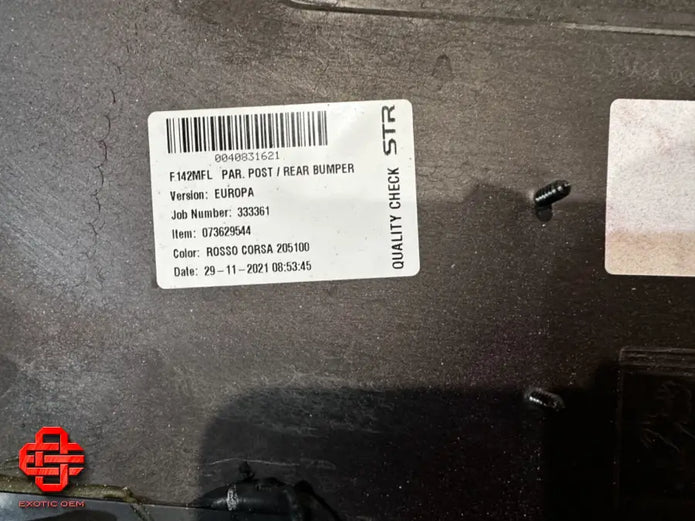 0040831621
F142MFL PAR. POST / REAR BUMPER
Version: EUROPA
Job Number: 333361
Item: 073629544
Color: ROSSO CORSA 205100
Date: 29-11-2021 08:53:45
QUALITY CHECK STR
EXOTIC OEM